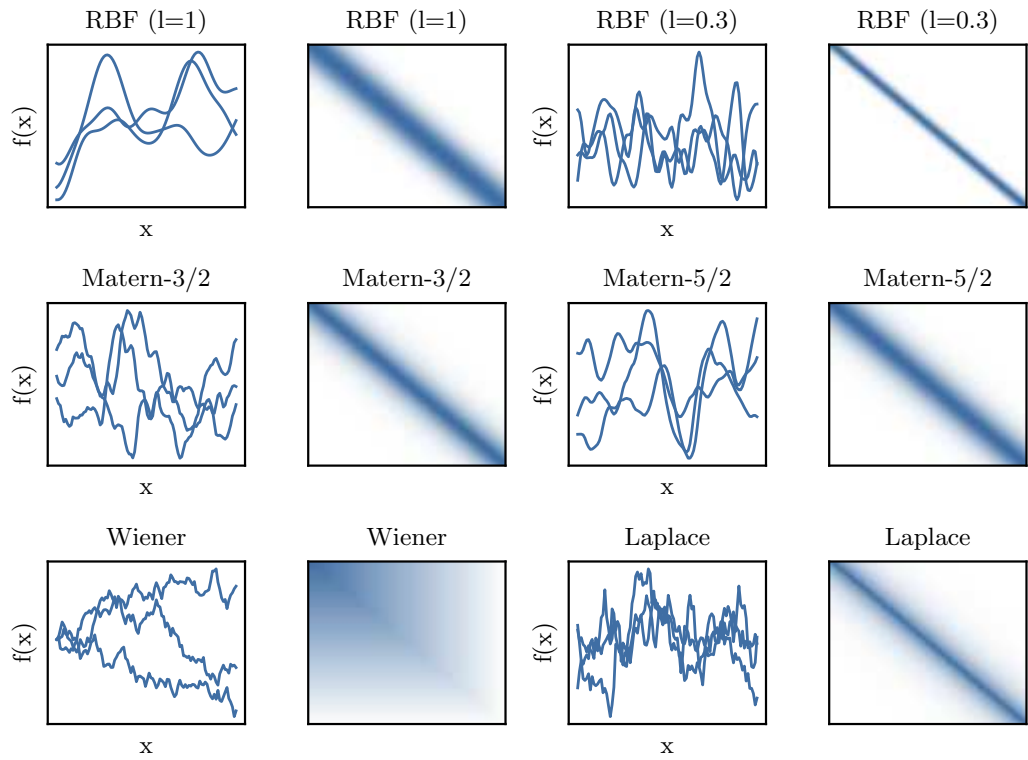 RBF (l=1)
RBF (l=1)
RBF (l=0.3)
RBF (l=0.3)
f(x)
f(x)
x
x
Matern-3/2
Matern-3/2
Matern-5/2
Matern-5/2
f(x)
f(x)
x
x
Wiener
Wiener
Laplace
Laplace
f(x)
f(x)
x
x